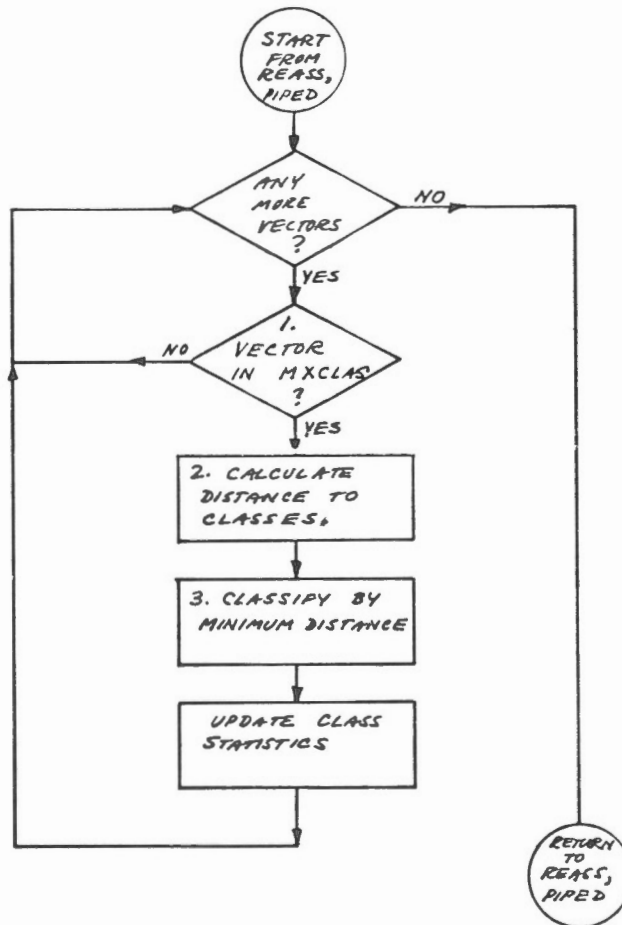 START
FROM
REASS,
PIPED
ANY
MORE
VECTORS
?
NO
YES
1.
VECTOR
IN MXCLAS
?
NO
YES
2. CALCULATE
DISTANCE TO
CLASSES.
3. CLASSIFY BY
MINIMUM DISTANCE
UPDATE CLASS
STATISTICS
RETURN
TO
REASS,
PIPED